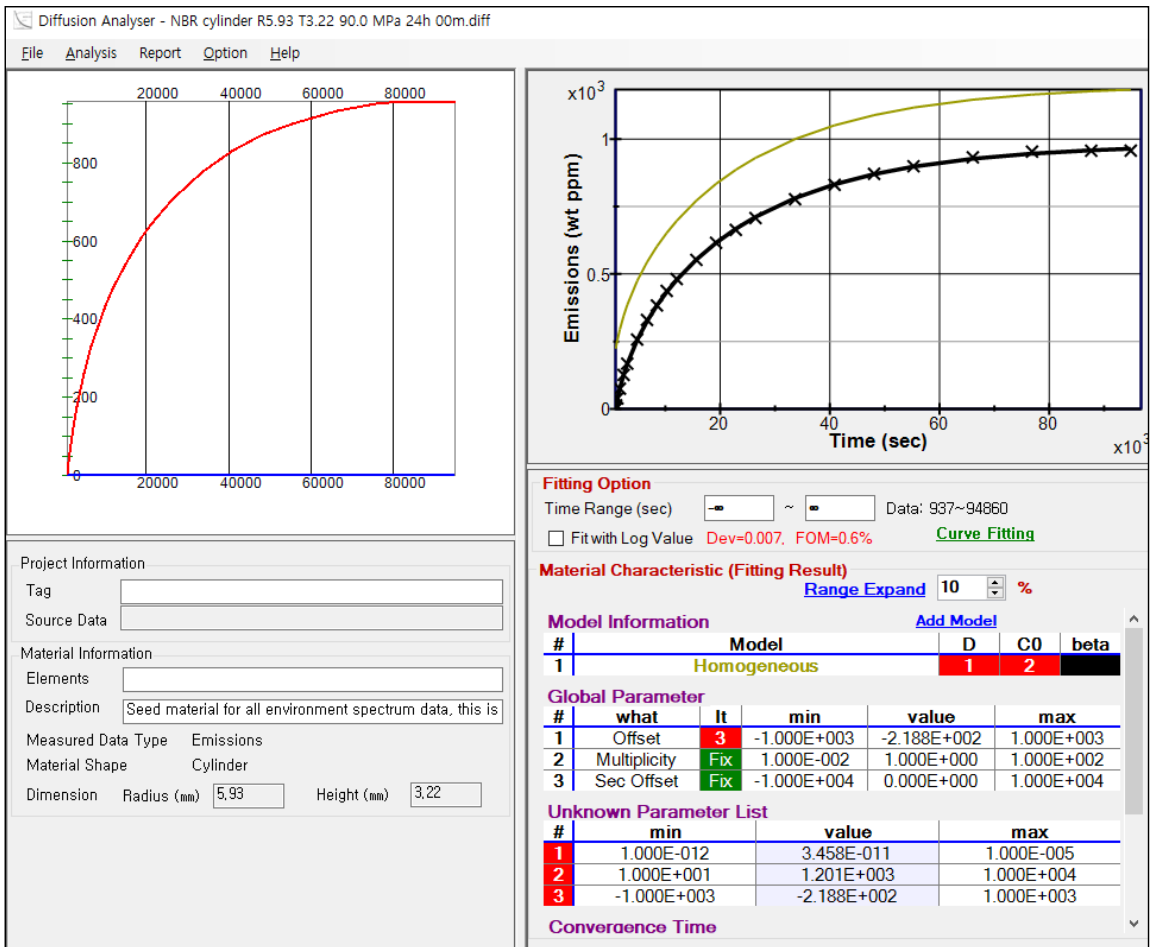 Diffusion Analyser - NBR cylinder R5.93 T3.22 90.0 MPa 24h 00m.diff
File Analysis Report Option Help
20000 40000 60000 80000
800
600
400
200
0
20000 40000 60000 80000
x10³
1
0.5
0
Emissions (wt ppm)
20 40 60 80
Time (sec)
x10³
Fitting Option
Time Range (sec) -∞ ~ ∞ Data: 937~94860
Fit with Log Value Dev=0.007, FOM=0.6% Curve Fitting
Material Characteristic (Fitting Result)
Range Expand 10 %
Model Information Add Model
# Model D C0 beta
1 Homogeneous 1 2
Global Parameter
# what It min value max
1 Offset 3 -1.000E+003 -2.188E+002 1.000E+003
2 Multiplicity Fix 1.000E-002 1.000E+000 1.000E+002
3 Sec Offset Fix -1.000E+004 0.000E+000 1.000E+004
Unknown Parameter List
# min value max
1 1.000E-012 3.458E-011 1.000E-005
2 1.000E+001 1.201E+003 1.000E+004
3 -1.000E+003 -2.188E+002 1.000E+003
Convergence Time
Project Information
Tag
Source Data
Material Information
Elements
Description Seed material for all environment spectrum data, this is
Measured Data Type Emissions
Material Shape Cylinder
Dimension Radius (mm) 5,93 Height (mm) 3,22